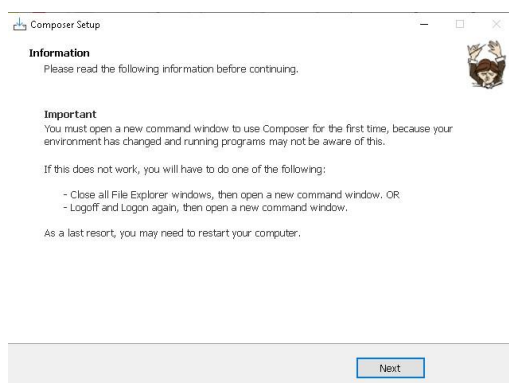 Composer Setup
Information
Please read the following information before continuing.
Important
You must open a new command window to use Composer for the first time, because your
environment has changed and running programs may not be aware of this.
If this does not work, you will have to do one of the following:
- Close all File Explorer windows, then open a new command window. OR
- Logoff and Logon again, then open a new command window.
As a last resort, you may need to restart your computer.
Next